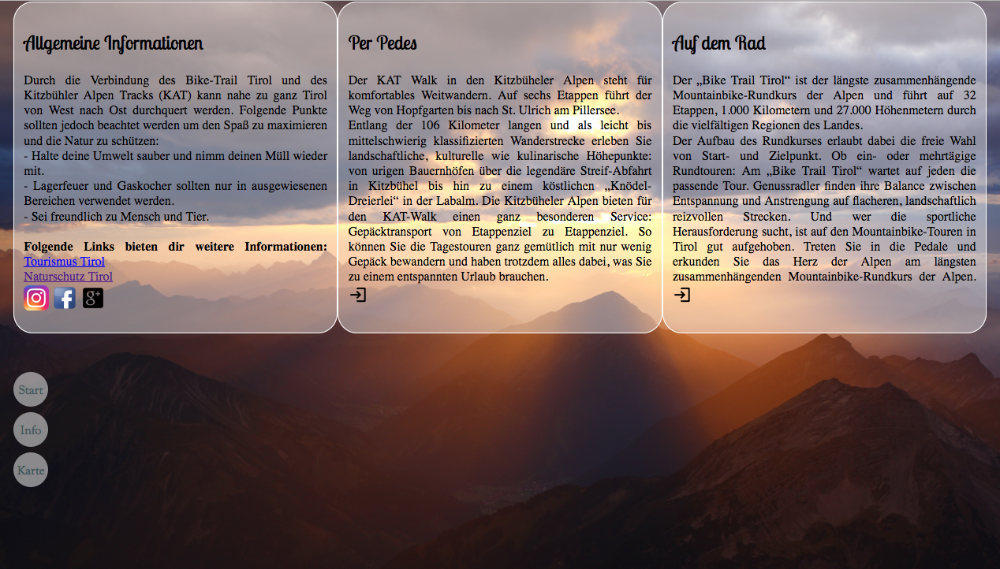 Allgemeine Informationen
Durch die Verbindung des Bike-Trail Tirol und des
Kitzbühler Alpen Tracks (KAT) kann nahe zu ganz Tirol
von West nach Ost durchquert werden. Folgende Punkte
sollten jedoch beachtet werden um den Spaß zu maximieren
und die Natur zu schützen:
- Halte deine Umwelt sauber und nimm deinen Müll wieder
mit.
- Lagerfeuer und Gaskocher sollten nur in ausgewiesenen
Bereichen verwendet werden.
- Sei freundlich zu Mensch und Tier.
Folgende Links bieten dir weitere Informationen:
Tourismus Tirol
Naturschutz Tirol
f g+
Per Pedes
Der KAT Walk in den Kitzbüheler Alpen steht für
komfortables Weitwandern. Auf sechs Etappen führt der
Weg von Hopfgarten bis nach St. Ulrich am Pillersee.
Entlang der 106 Kilometer langen und als leicht bis
mittelschwierig klassifizierten Wanderstrecke erleben Sie
landschaftliche, kulturelle wie kulinarische Höhepunkte:
von urigen Bauernhöfen über die legendäre Streif-Abfahrt
in Kitzbühel bis hin zu einem köstlichen „Knödel-
Dreierlei“ in der Labalm. Die Kitzbüheler Alpen bieten für
den KAT-Walk einen ganz besonderen Service:
Gepäcktransport von Etappenziel zu Etappenziel. So
können Sie die Tagestouren ganz gemütlich mit nur wenig
Gepäck bewandern und haben trotzdem alles dabei, was Sie
zu einem entspannten Urlaub brauchen.
Auf dem Rad
Der „Bike Trail Tirol“ ist der längste zusammenhängende
Mountainbike-Rundkurs der Alpen und führt auf 32
Etappen, 1.000 Kilometern und 27.000 Höhenmetern durch
die vielfältigen Regionen des Landes.
Der Aufbau des Rundkurses erlaubt dabei die freie Wahl
von Start- und Zielpunkt. Ob ein- oder mehrtägige
Rundtouren: Am „Bike Trail Tirol“ wartet auf jeden die
passende Tour. Genussradler finden ihre Balance zwischen
Entspannung und Anstrengung auf flacheren, landschaftlich
reizvollen Strecken. Und wer die sportliche
Herausforderung sucht, ist auf den Mountainbike-Touren in
Tirol gut aufgehoben. Treten Sie in die Pedale und
erkunden Sie das Herz der Alpen am längsten
zusammenhängenden Mountainbike-Rundkurs der Alpen.
Start
Info
Karte